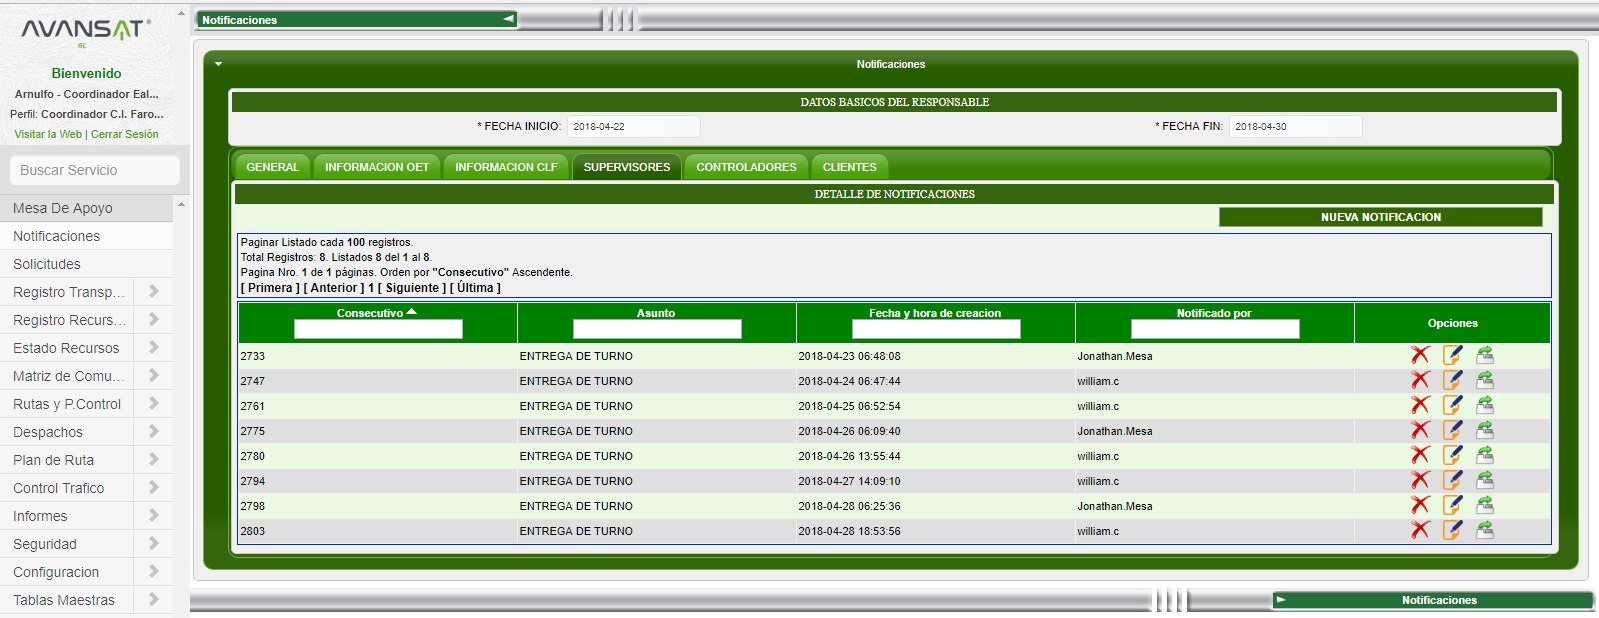 AVANSAT
GL
Bienvenido
Arnulfo - Coordinador Eal...
Perfil: Coordinador C.I. Faro...
Visitar la Web | Cerrar Sesión
Buscar Servicio
Mesa De Apoyo
Notificaciones
Solicitudes
Registro Transp...
Registro Recurs...
Estado Recursos
Matriz de Comu...
Rutas y P.Control
Despachos
Plan de Ruta
Control Trafico
Informes
Seguridad
Configuracion
Tablas Maestras
Notificaciones
Notificaciones
DATOS BASICOS DEL RESPONSABLE
* FECHA INICIO: 2018-04-22 * FECHA FIN: 2018-04-30
GENERAL INFORMACION OET INFORMACION CLF SUPERVISORES CONTROLADORES CLIENTES
DETALLE DE NOTIFICACIONES
NUEVA NOTIFICACION
Paginar Listado cada 100 registros.
Total Registros: 8. Listados 8 del 1 al 8.
Pagina Nro. 1 de 1 páginas. Orden por "Consecutivo" Ascendente.
[ Primera ] [ Anterior ] 1 [ Siguiente ] [ Última ]
Consecutivo Asunto Fecha y hora de creacion Notificado por Opciones
2733 ENTREGA DE TURNO 2018-04-23 06:48:08 Jonathan.Mesa
2747 ENTREGA DE TURNO 2018-04-24 06:47:44 william.c
2761 ENTREGA DE TURNO 2018-04-25 06:52:54 william.c
2775 ENTREGA DE TURNO 2018-04-26 06:09:40 Jonathan.Mesa
2780 ENTREGA DE TURNO 2018-04-26 13:55:44 william.c
2794 ENTREGA DE TURNO 2018-04-27 14:09:10 william.c
2798 ENTREGA DE TURNO 2018-04-28 06:25:36 Jonathan.Mesa
2803 ENTREGA DE TURNO 2018-04-28 18:53:56 william.c
Notificaciones